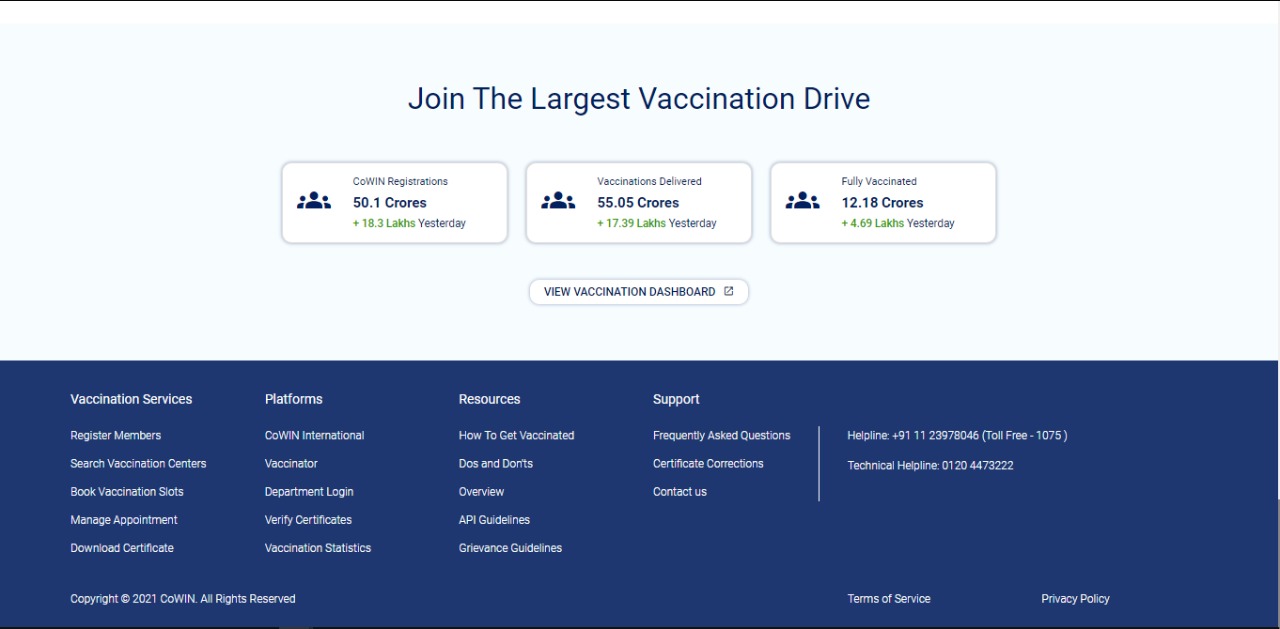 Join The Largest Vaccination Drive
CoWIN Registrations
50.1 Crores
+ 18.3 Lakhs Yesterday
Vaccinations Delivered
55.05 Crores
+ 17.39 Lakhs Yesterday
Fully Vaccinated
12.18 Crores
+ 4.69 Lakhs Yesterday
VIEW VACCINATION DASHBOARD
Vaccination Services
Register Members
Search Vaccination Centers
Book Vaccination Slots
Manage Appointment
Download Certificate
Platforms
CoWIN International
Vaccinator
Department Login
Verify Certificates
Vaccination Statistics
Resources
How To Get Vaccinated
Dos and Don'ts
Overview
API Guidelines
Grievance Guidelines
Support
Frequently Asked Questions
Certificate Corrections
Contact us
Helpline: +91 11 23978046 (Toll Free - 1075 )
Technical Helpline: 0120 4473222
Copyright © 2021 CoWIN. All Rights Reserved
Terms of Service
Privacy Policy